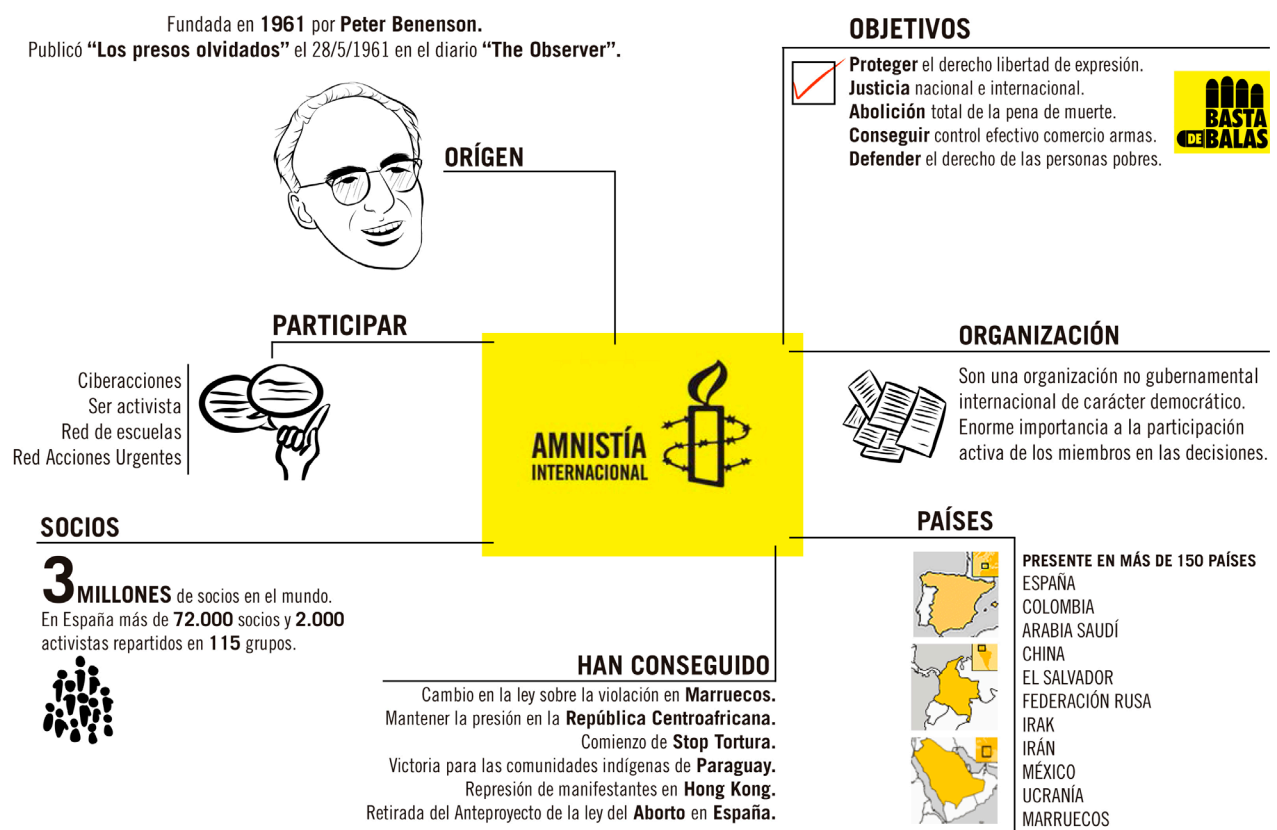 Fundada en 1961 por Peter Benenson.
Publicó “Los presos olvidados” el 28/5/1961 en el diario “The Observer”.
ORÍGEN
OBJETIVOS
Proteger el derecho libertad de expresión.
Justicia nacional e internacional.
Abolición total de la pena de muerte.
Conseguir control efectivo comercio armas.
Defender el derecho de las personas pobres.
BASTA
DE BALAS
PARTICIPAR
Ciberacciones
Ser activista
Red de escuelas
Red Acciones Urgentes
AMNISTÍA
INTERNACIONAL
ORGANIZACIÓN
Son una organización no gubernamental
internacional de carácter democrático.
Enorme importancia a la participación
activa de los miembros en las decisiones.
SOCIOS
3 MILLONES de socios en el mundo.
En España más de 72.000 socios y 2.000
activistas repartidos en 115 grupos.
HAN CONSEGUIDO
Cambio en la ley sobre la violación en Marruecos.
Mantener la presión en la República Centroafricana.
Comienzo de Stop Tortura.
Victoria para las comunidades indígenas de Paraguay.
Represión de manifestantes en Hong Kong.
Retirada del Anteproyecto de la ley del Aborto en España.
PAÍSES
PRESENTE EN MÁS DE 150 PAÍSES
ESPAÑA
COLOMBIA
ARABIA SAUDÍ
CHINA
EL SALVADOR
FEDERACIÓN RUSA
IRAK
IRÁN
MÉXICO
UCRANÍA
MARRUECOS